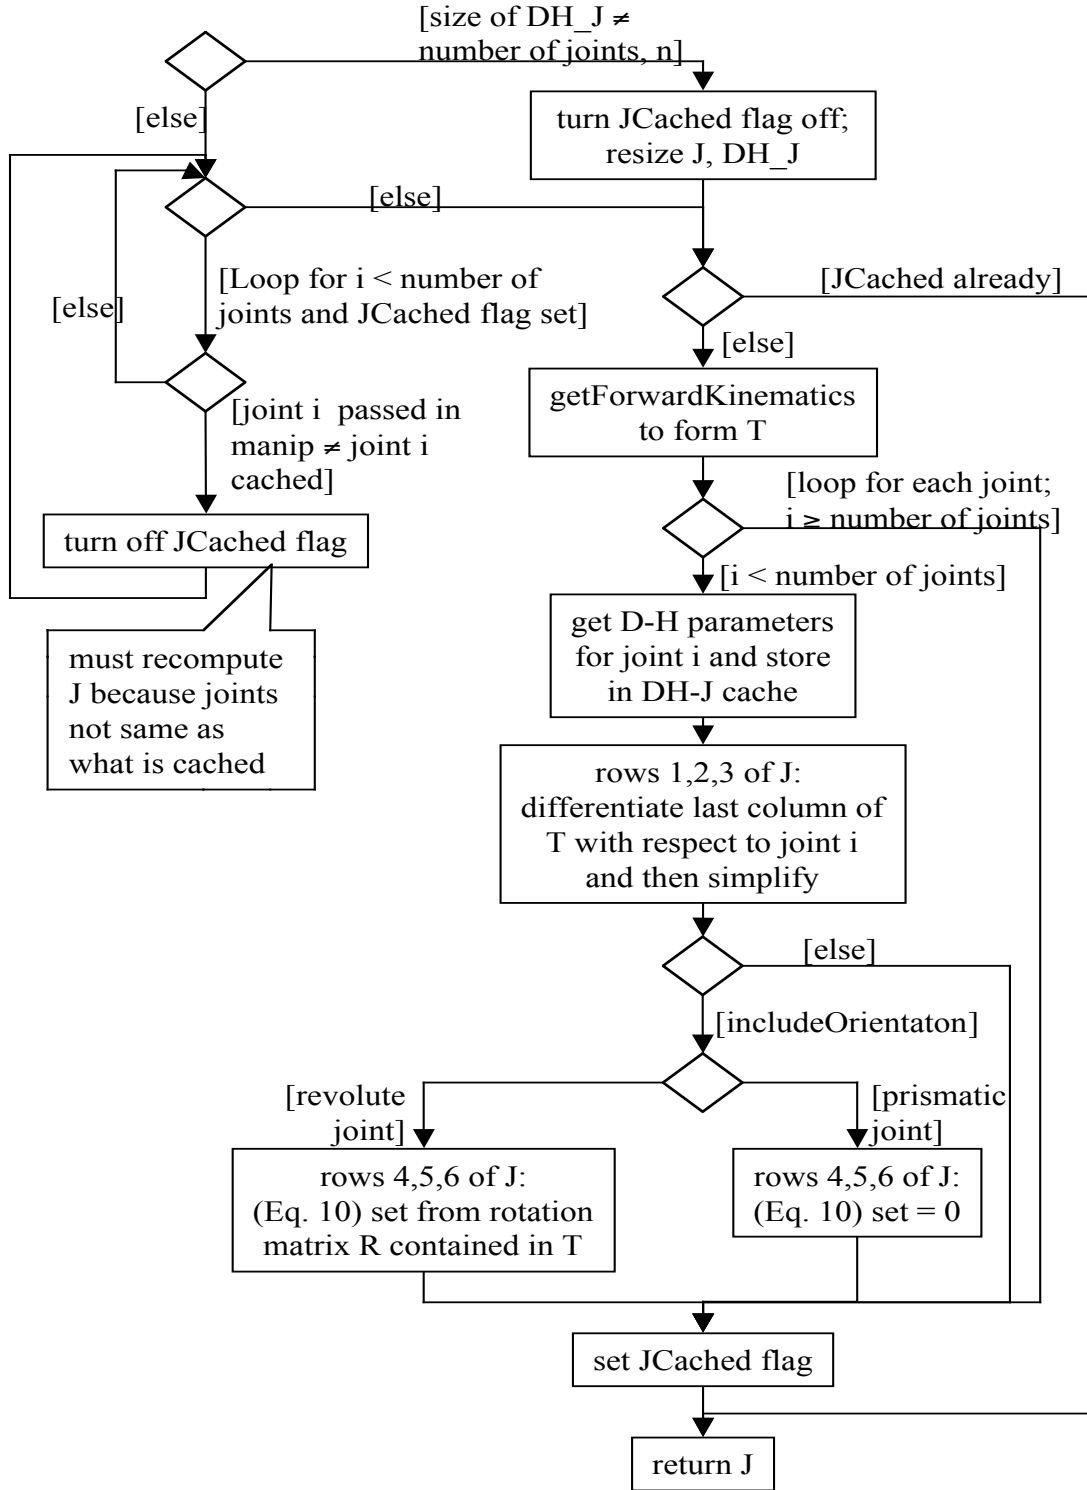 [size of DH_J ≠
number of joints, n]
[else]
turn JCached flag off;
resize J, DH_J
[else]
[Loop for i < number of
joints and JCached flag set]
[else]
[JCached already]
[else]
getForwardKinematics
to form T
[joint i  passed in
manip ≠ joint i
cached]
[loop for each joint;
i ≥ number of joints]
turn off JCached flag
[i < number of joints]
must recompute
J because joints
not same as
what is cached
get D-H parameters
for joint i and store
in DH-J cache
rows 1,2,3 of J:
differentiate last column of
T with respect to joint i
and then simplify
[else]
[includeOrientaton]
[revolute
joint]
[prismatic
joint]
rows 4,5,6 of J:
(Eq. 10) set from rotation
matrix R contained in T
rows 4,5,6 of J:
(Eq. 10) set = 0
set JCached flag
return J